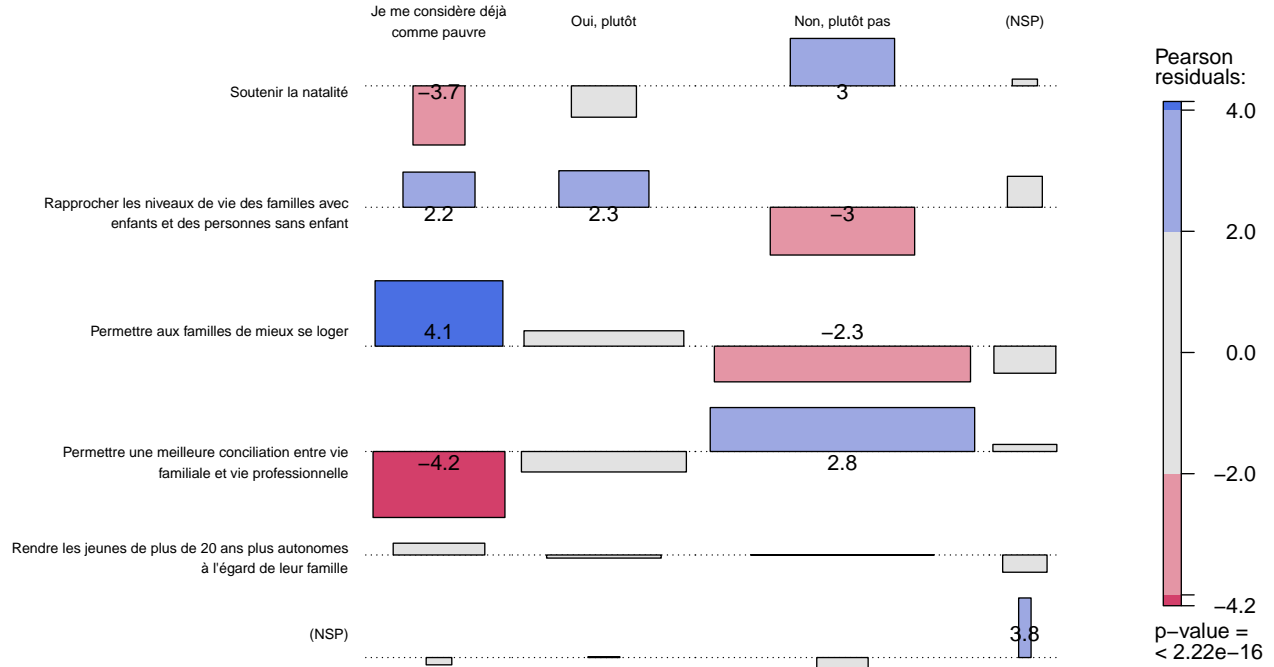 Je me considère déjà
comme pauvre
Oui, plutôt
Non, plutôt pas
(NSP)
Soutenir la natalité
−3.7
3
Rapprocher les niveaux de vie des familles avec
enfants et des personnes sans enfant
2.2
2.3
−3
Permettre aux familles de mieux se loger
4.1
−2.3
Permettre une meilleure conciliation entre vie
familiale et vie professionnelle
−4.2
2.8
Rendre les jeunes de plus de 20 ans plus autonomes
à l'égard de leur famille
(NSP)
3.8
Pearson
residuals:
4.0
2.0
0.0
−2.0
−4.2
p−value =
< 2.22e−16